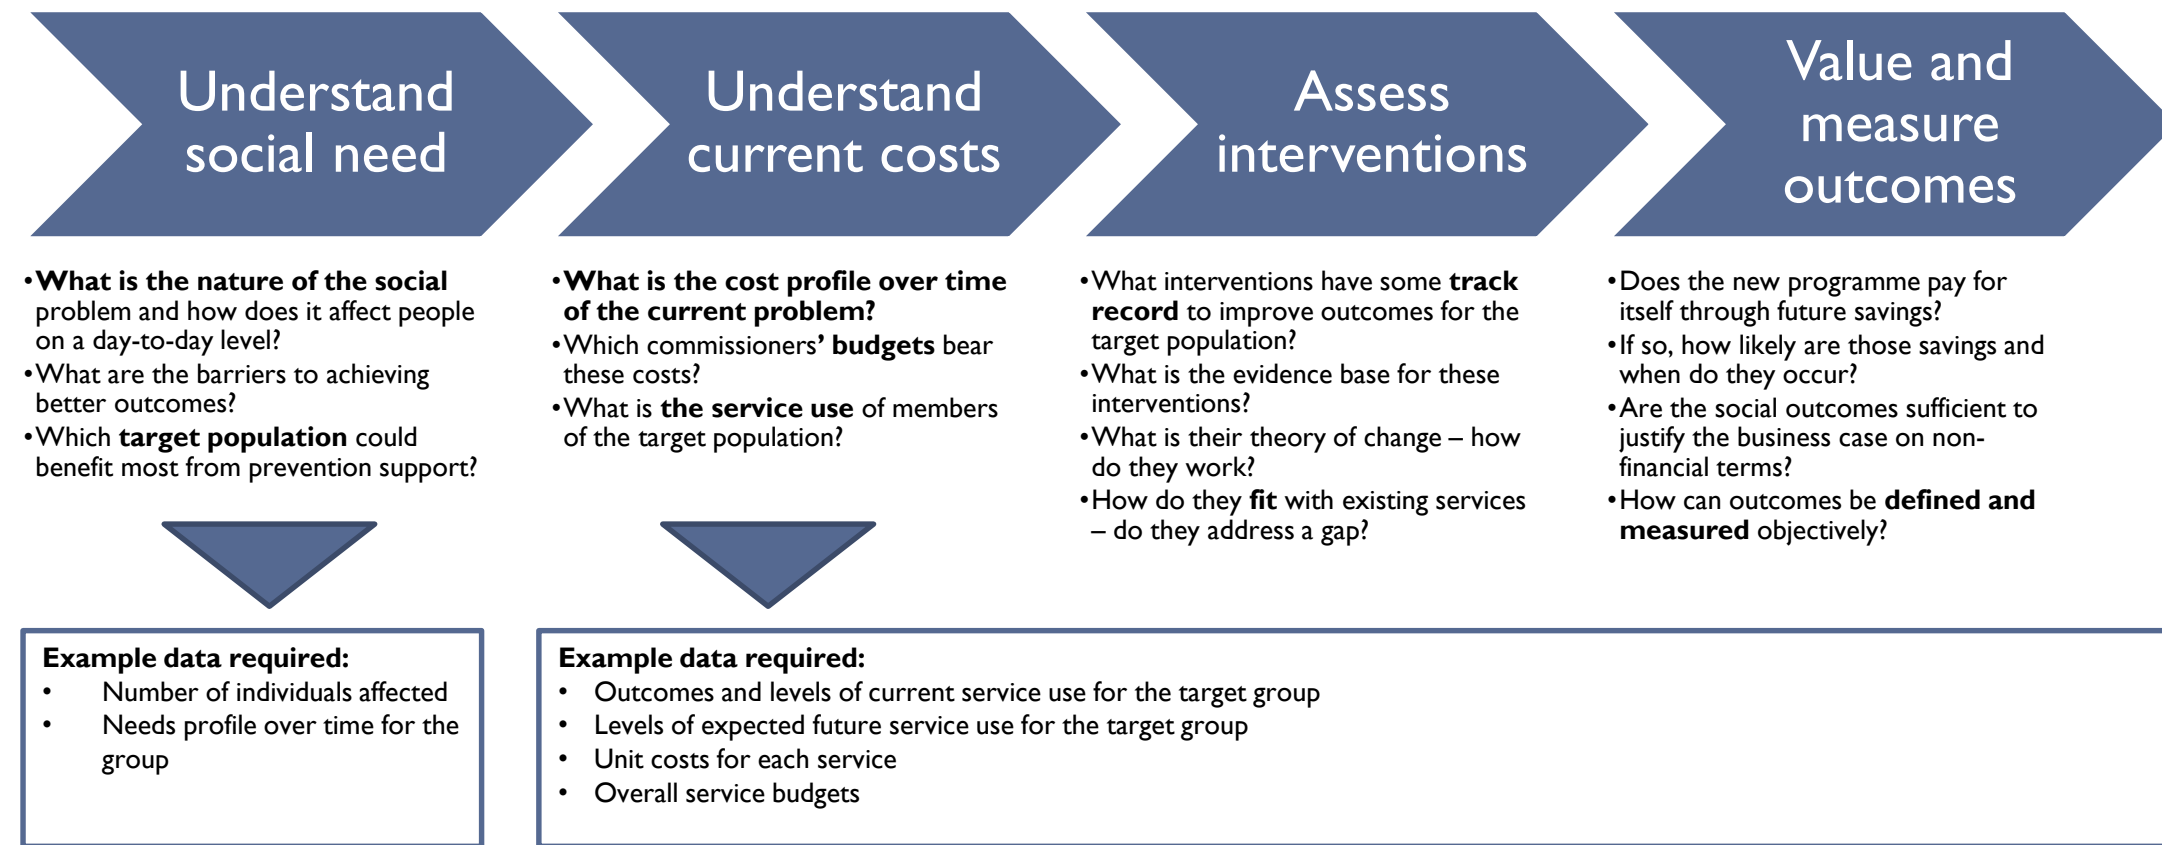 Understand
social need
Understand
current costs
Assess
interventions
Value and
measure
outcomes
•What is the nature of the social
problem and how does it affect people
on a day-to-day level?
•What are the barriers to achieving
better outcomes?
•Which target population could
benefit most from prevention support?
•What is the cost profile over time
of the current problem?
•Which commissioners’ budgets bear
these costs?
•What is the service use of members
of the target population?
•What interventions have some track
record to improve outcomes for the
target population?
•What is the evidence base for these
interventions?
•What is their theory of change – how
do they work?
•How do they fit with existing services
– do they address a gap?
•Does the new programme pay for
itself through future savings?
•If so, how likely are those savings and
when do they occur?
•Are the social outcomes sufficient to
justify the business case on non-
financial terms?
•How can outcomes be defined and
measured objectively?
Example data required:
• Number of individuals affected
• Needs profile over time for the
group
Example data required:
• Outcomes and levels of current service use for the target group
• Levels of expected future service use for the target group
• Unit costs for each service
• Overall service budgets